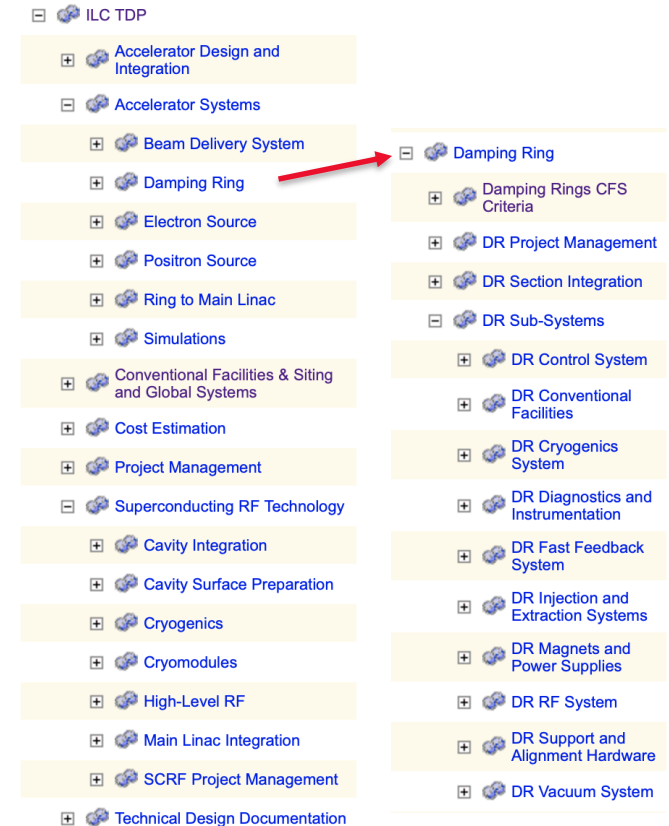 ILC TDP
Accelerator Design and
Integration
Accelerator Systems
Beam Delivery System
Damping Ring
Electron Source
Positron Source
Ring to Main Linac
Simulations
Conventional Facilities & Siting
and Global Systems
Cost Estimation
Project Management
Superconducting RF Technology
Cavity Integration
Cavity Surface Preparation
Cryogenics
Cryomodules
High-Level RF
Main Linac Integration
SCRF Project Management
Technical Design Documentation
Damping Ring
Damping Rings CFS
Criteria
DR Project Management
DR Section Integration
DR Sub-Systems
DR Control System
DR Conventional
Facilities
DR Cryogenics
System
DR Diagnostics and
Instrumentation
DR Fast Feedback
System
DR Injection and
Extraction Systems
DR Magnets and
Power Supplies
DR RF System
DR Support and
Alignment Hardware
DR Vacuum System